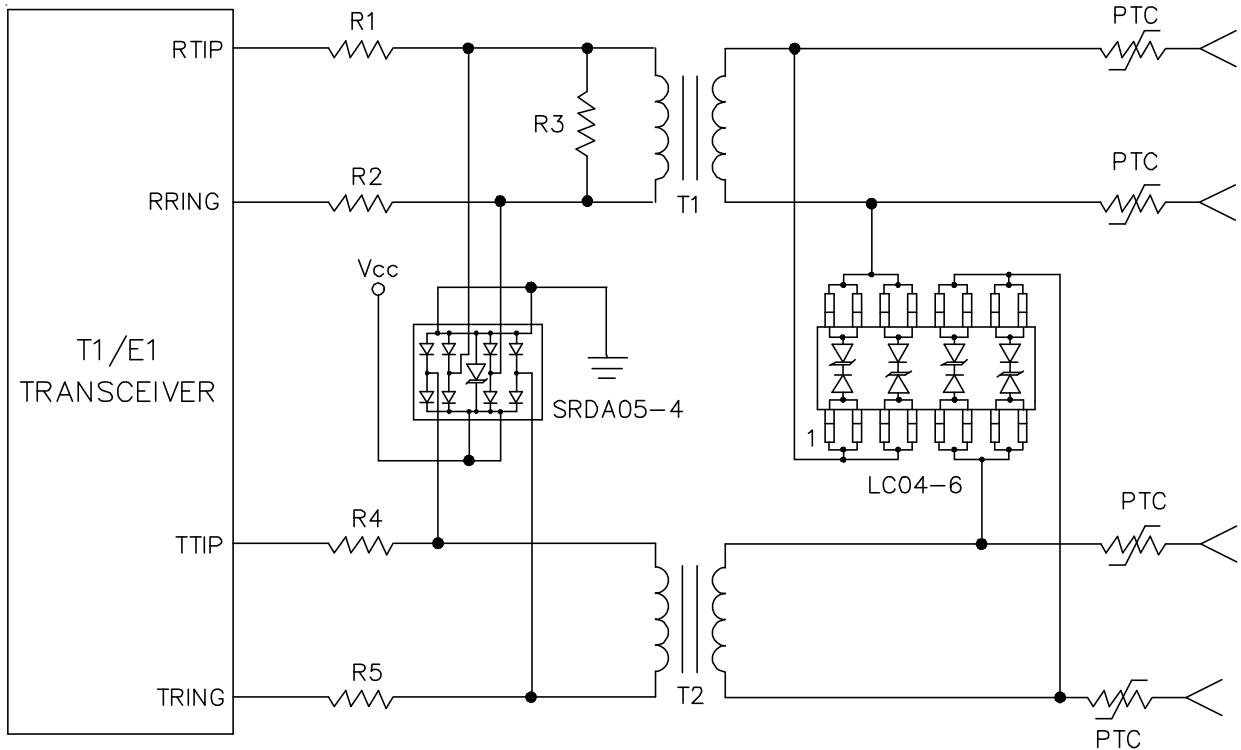 PTC
R1
RTIP
R3
PTC
R2
RRING
T1
Vcc
T1/E1
TRANSCEIVER
SRDA05-4
1
LC04-6
PTC
R4
TTIP
R5
TRING
T2
PTC